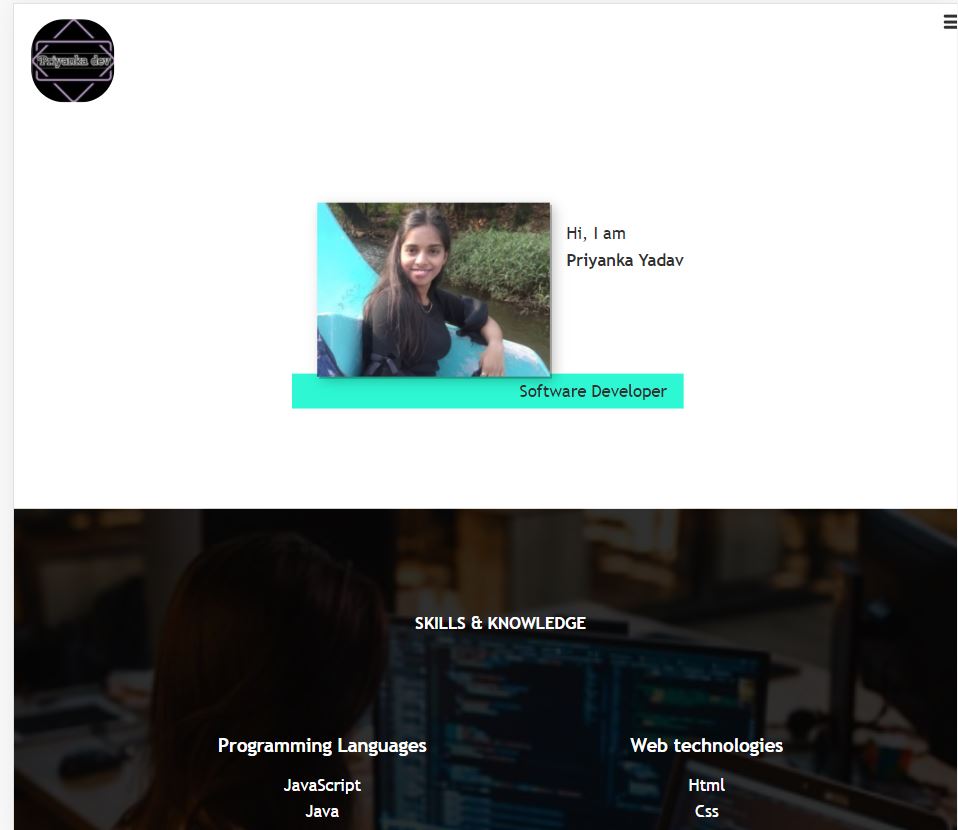 Priyanka dev
Hi, I am
Priyanka Yadav
Software Developer
SKILLS & KNOWLEDGE
Programming Languages
JavaScript
Java
Web technologies
Html
Css